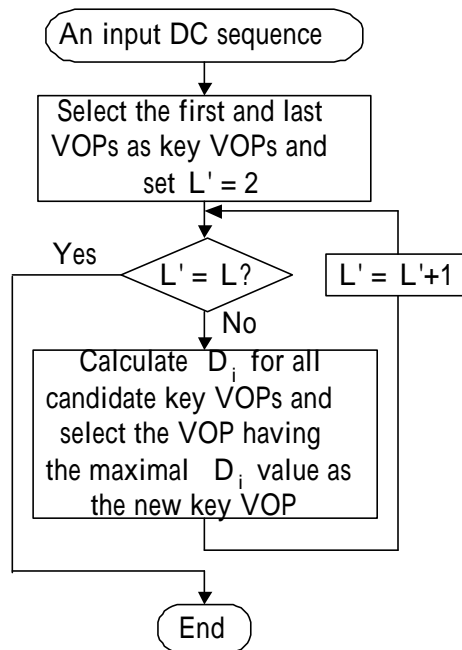 An input DC sequence
Select the first and last
VOPs as key VOPs and
set L' = 2
Yes
L' = L?
L' = L'+1
No
Calculate D i for all
candidate key VOPs and
select the VOP having
the maximal D i value as
the new key VOP
End